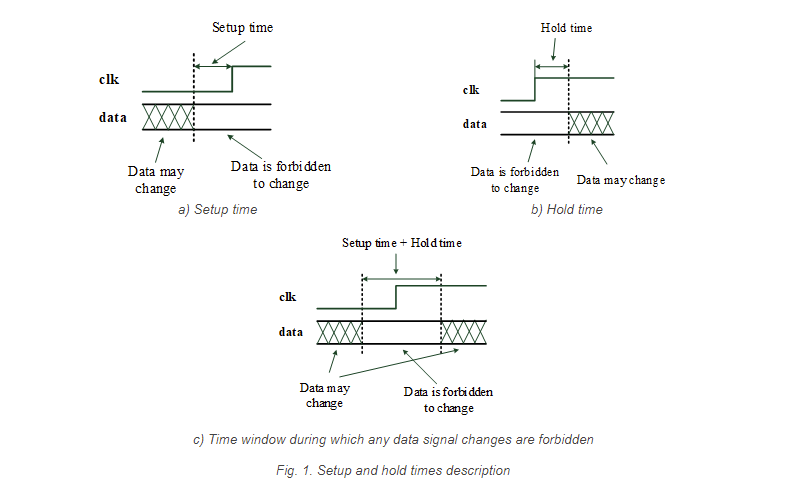 Setup time
clk
data
Data may
change
Data is forbidden
to change
a) Setup time
Hold time
clk
data
Data is forbidden
to change
Data may change
b) Hold time
Setup time + Hold time
clk
data
Data may
change
Data is forbidden
to change
c) Time window during which any data signal changes are forbidden
Fig. 1. Setup and hold times description